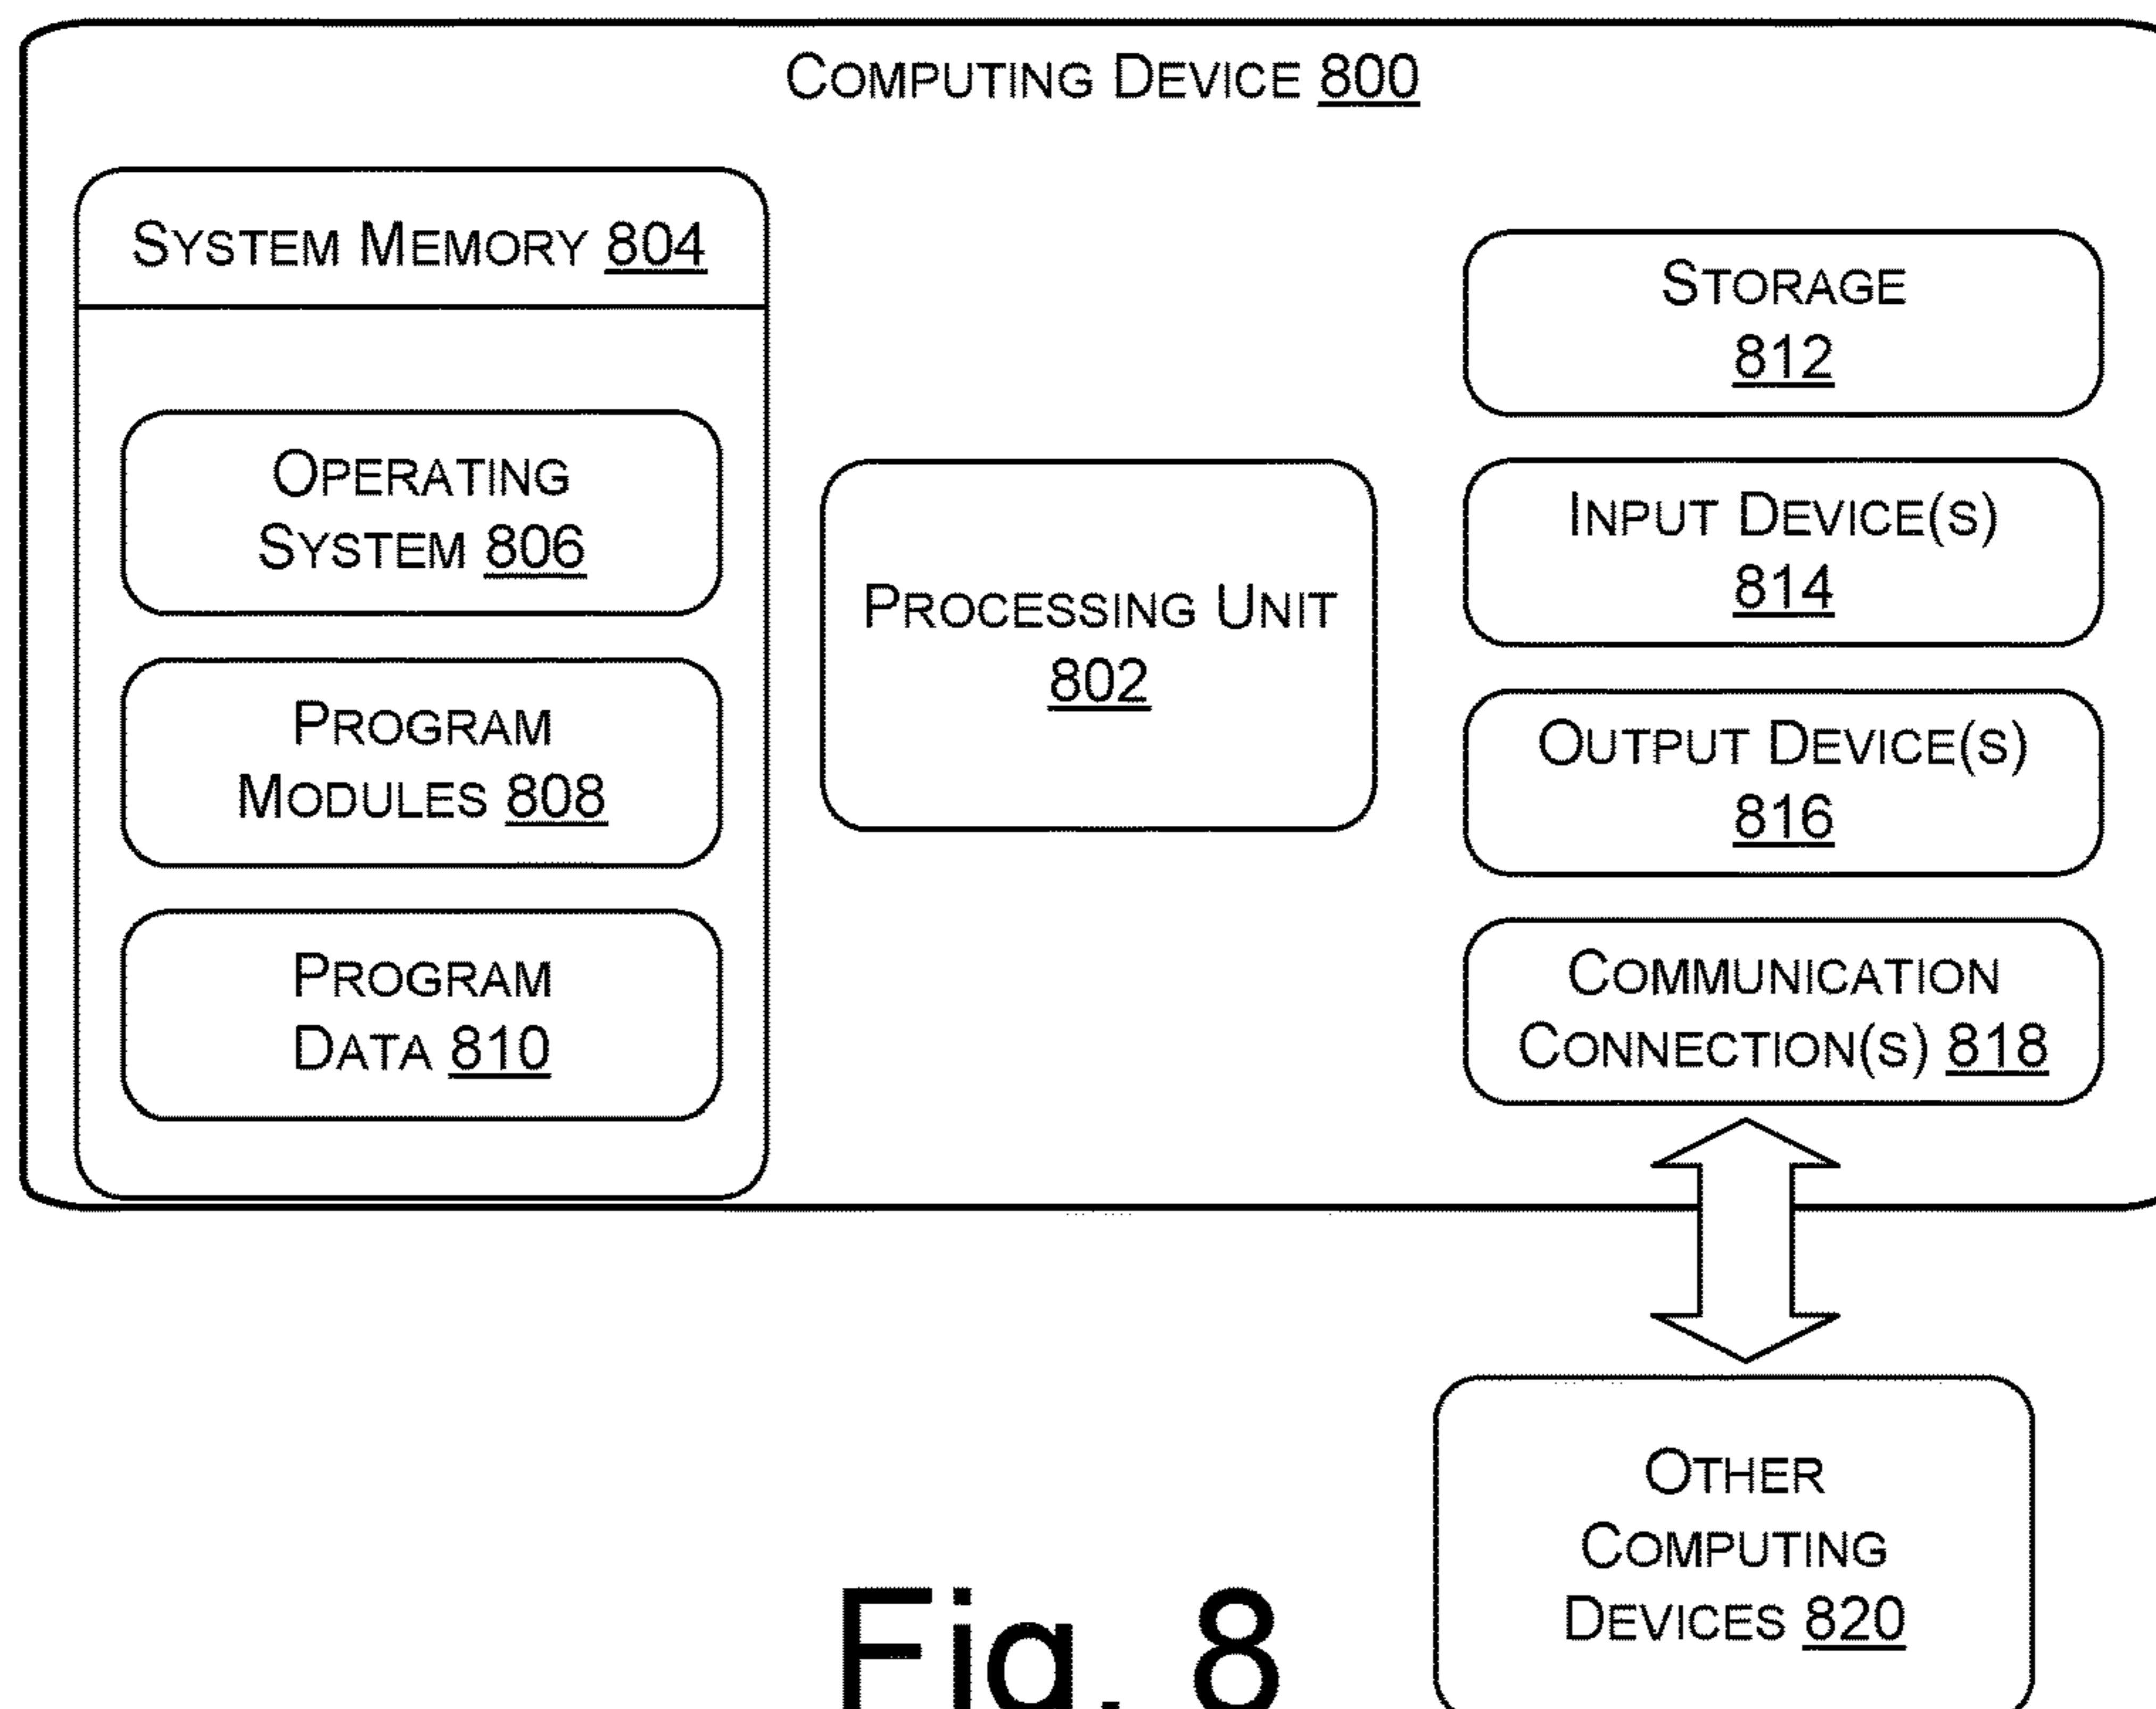 COMPUTING DEVICE 800
SYSTEM MEMORY 804
OPERATING
SYSTEM 806
PROGRAM
MODULES 808
PROGRAM
DATA 810
PROCESSING UNIT
802
STORAGE
812
INPUT DEVICE(S)
814
OUTPUT DEVICE(S)
816
COMMUNICATION
CONNECTION(S) 818
OTHER
COMPUTING
DEVICES 820
Fig. 8